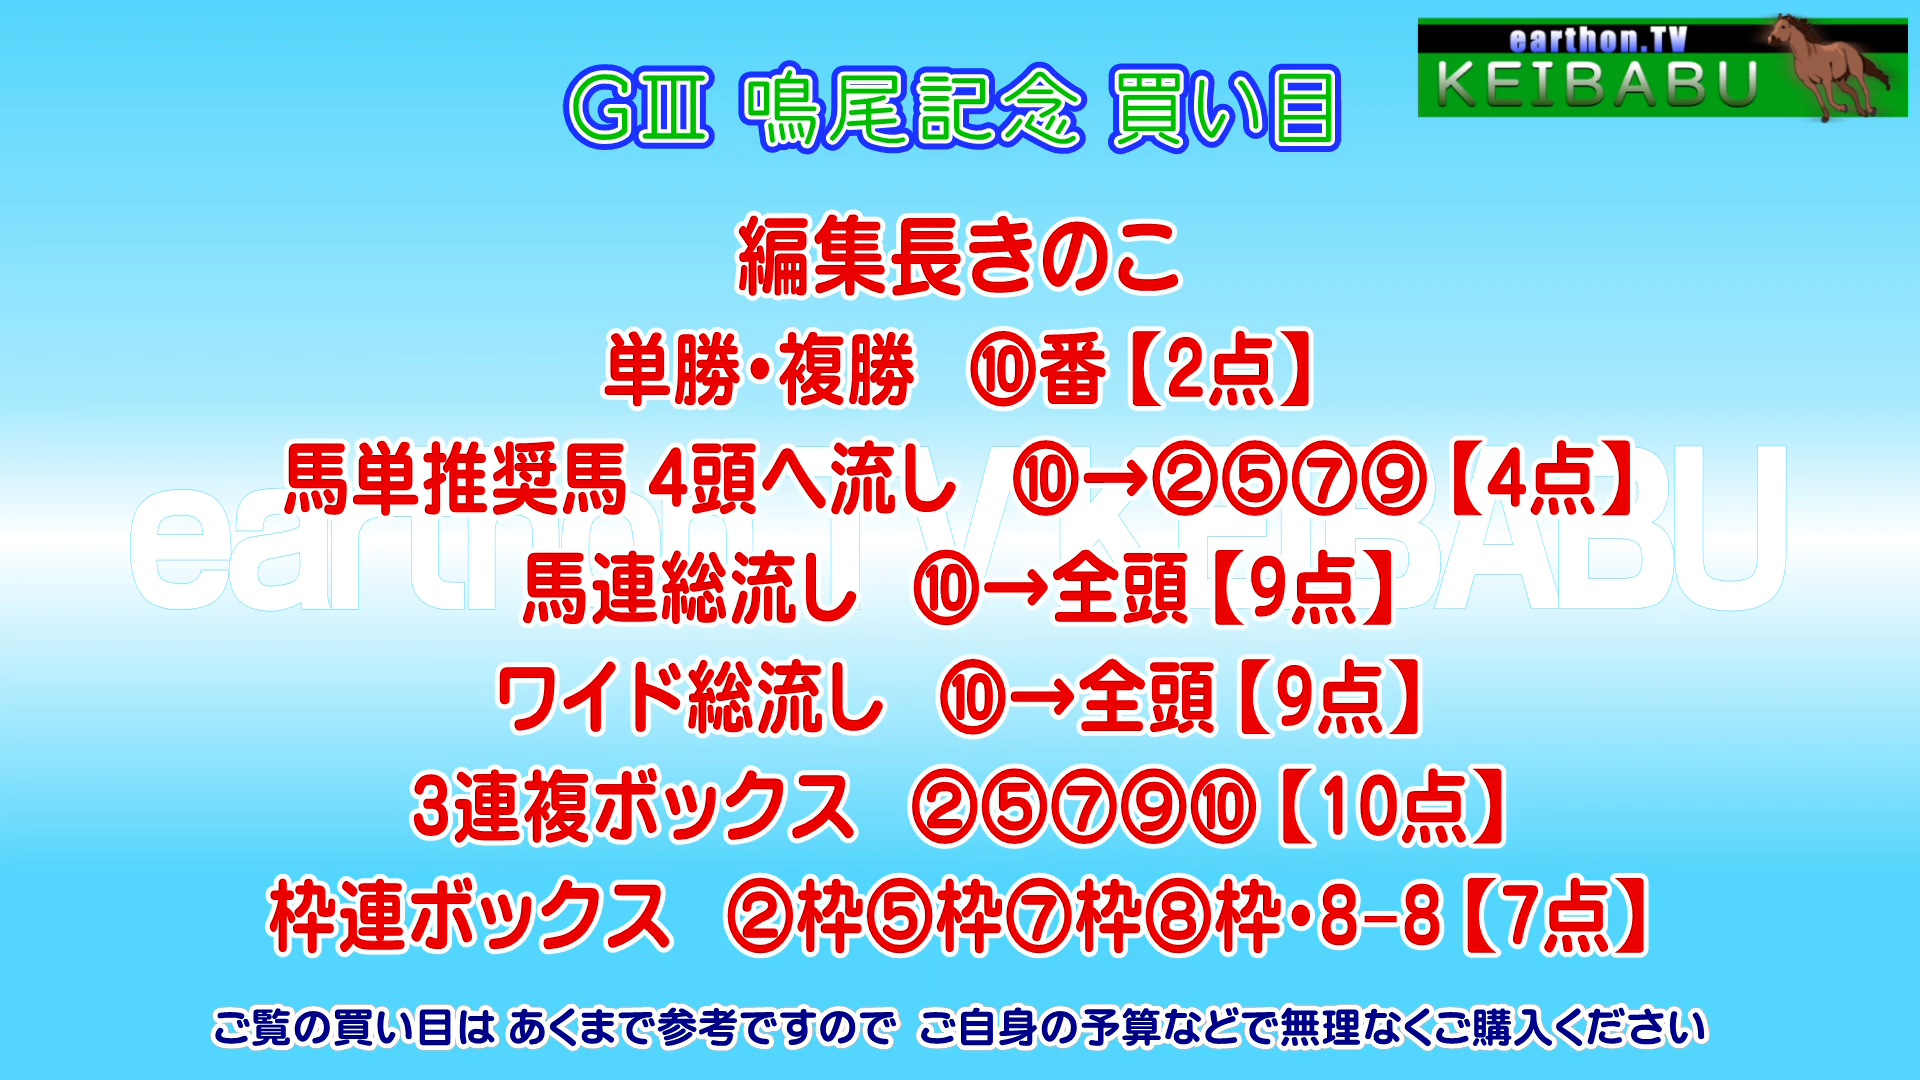 earthon.TV
KEIBABU
GⅢ 鳴尾記念 買い目
編集長きのこ
単勝・複勝 ⑩番【2点】
馬単推奨馬 4頭へ流し ⑩→②⑤⑦⑨【4点】
馬連総流し ⑩→全頭【9点】
ワイド総流し ⑩→全頭【9点】
3連複ボックス ②⑤⑦⑨⑩【10点】
枠連ボックス ②枠⑤枠⑦枠⑧枠・8−8【7点】
ご覧の買い目は あくまで参考ですので ご自身の予算などで無理なくご購入ください
earthon TV KEIBABU